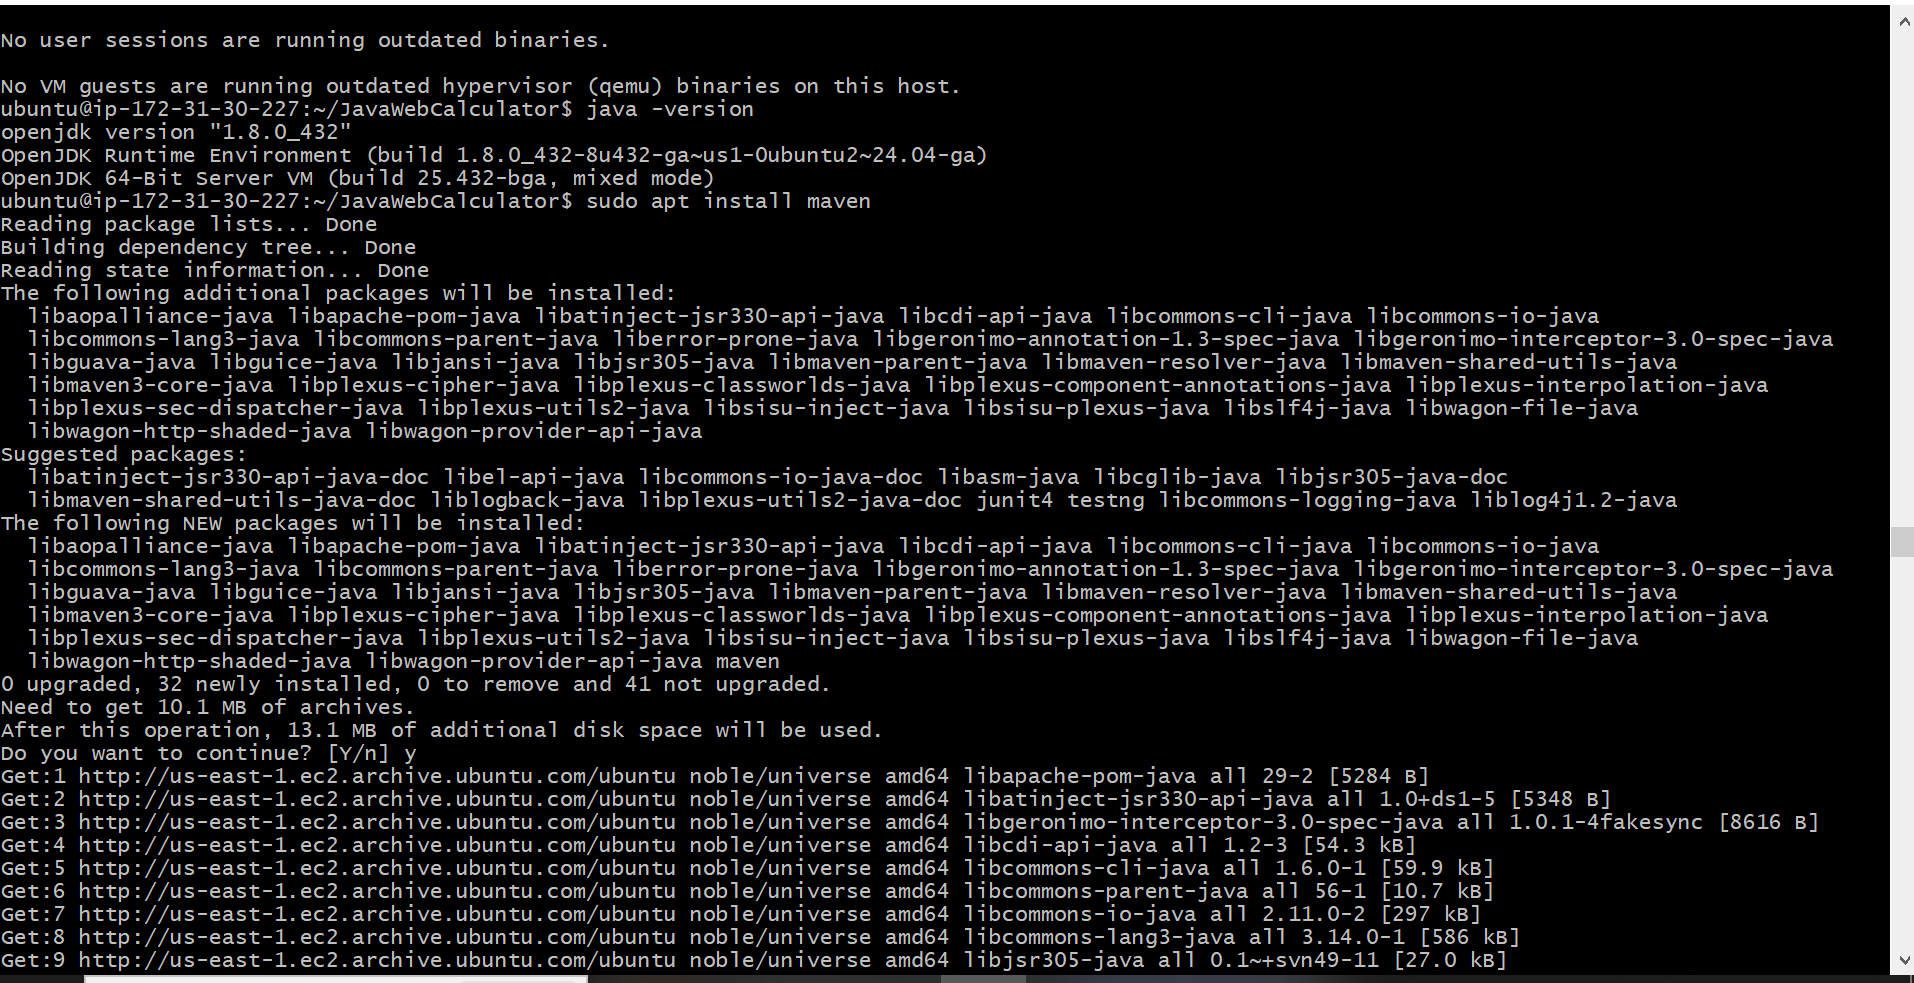 No user sessions are running outdated binaries.
No VM guests are running outdated hypervisor (qemu) binaries on this host.
ubuntu@ip-172-31-30-227:~/JavaWebCalculator$ java -version
openjdk version "1.8.0_432"
OpenJDK Runtime Environment (build 1.8.0_432-8u432-ga~us1-0ubuntu2~24.04-ga)
OpenJDK 64-Bit Server VM (build 25.432-bga, mixed mode)
ubuntu@ip-172-31-30-227:~/JavaWebCalculator$ sudo apt install maven
Reading package lists... Done
Building dependency tree... Done
Reading state information... Done
The following additional packages will be installed:
  libaopalliance-java libapache-pom-java libatinject-jsr330-api-java libcdi-api-java libcommons-cli-java libcommons-io-java
  libcommons-lang3-java libcommons-parent-java liberror-prone-java libgeronimo-annotation-1.3-spec-java libgeronimo-interceptor-3.0-spec-java
  libguava-java libguice-java libjansi-java libjsr305-java libmaven-parent-java libmaven-resolver-java libmaven-shared-utils-java
  libmaven3-core-java libplexus-cipher-java libplexus-classworlds-java libplexus-component-annotations-java libplexus-interpolation-java
  libplexus-sec-dispatcher-java libplexus-utils2-java libsisu-inject-java libsisu-plexus-java libslf4j-java libwagon-file-java
  libwagon-http-shaded-java libwagon-provider-api-java
Suggested packages:
  libatinject-jsr330-api-java-doc libel-api-java libcommons-io-java-doc libasm-java libcglib-java libjsr305-java-doc
  libmaven-shared-utils-java-doc liblogback-java libplexus-utils2-java-doc junit4 testng libcommons-logging-java liblog4j1.2-java
The following NEW packages will be installed:
  libaopalliance-java libapache-pom-java libatinject-jsr330-api-java libcdi-api-java libcommons-cli-java libcommons-io-java
  libcommons-lang3-java libcommons-parent-java liberror-prone-java libgeronimo-annotation-1.3-spec-java libgeronimo-interceptor-3.0-spec-java
  libguava-java libguice-java libjansi-java libjsr305-java libmaven-parent-java libmaven-resolver-java libmaven-shared-utils-java
  libmaven3-core-java libplexus-cipher-java libplexus-classworlds-java libplexus-component-annotations-java libplexus-interpolation-java
  libplexus-sec-dispatcher-java libplexus-utils2-java libsisu-inject-java libsisu-plexus-java libslf4j-java libwagon-file-java
  libwagon-http-shaded-java libwagon-provider-api-java maven
0 upgraded, 32 newly installed, 0 to remove and 41 not upgraded.
Need to get 10.1 MB of archives.
After this operation, 13.1 MB of additional disk space will be used.
Do you want to continue? [Y/n] y
Get:1 http://us-east-1.ec2.archive.ubuntu.com/ubuntu noble/universe amd64 libapache-pom-java all 29-2 [5284 B]
Get:2 http://us-east-1.ec2.archive.ubuntu.com/ubuntu noble/universe amd64 libatinject-jsr330-api-java all 1.0+ds1-5 [5348 B]
Get:3 http://us-east-1.ec2.archive.ubuntu.com/ubuntu noble/universe amd64 libgeronimo-interceptor-3.0-spec-java all 1.0.1-4fakesync [8616 B]
Get:4 http://us-east-1.ec2.archive.ubuntu.com/ubuntu noble/universe amd64 libcdi-api-java all 1.2-3 [54.3 kB]
Get:5 http://us-east-1.ec2.archive.ubuntu.com/ubuntu noble/universe amd64 libcommons-cli-java all 1.6.0-1 [59.9 kB]
Get:6 http://us-east-1.ec2.archive.ubuntu.com/ubuntu noble/universe amd64 libcommons-parent-java all 56-1 [10.7 kB]
Get:7 http://us-east-1.ec2.archive.ubuntu.com/ubuntu noble/universe amd64 libcommons-io-java all 2.11.0-2 [297 kB]
Get:8 http://us-east-1.ec2.archive.ubuntu.com/ubuntu noble/universe amd64 libcommons-lang3-java all 3.14.0-1 [586 kB]
Get:9 http://us-east-1.ec2.archive.ubuntu.com/ubuntu noble/universe amd64 libjsr305-java all 0.1~+svn49-11 [27.0 kB]